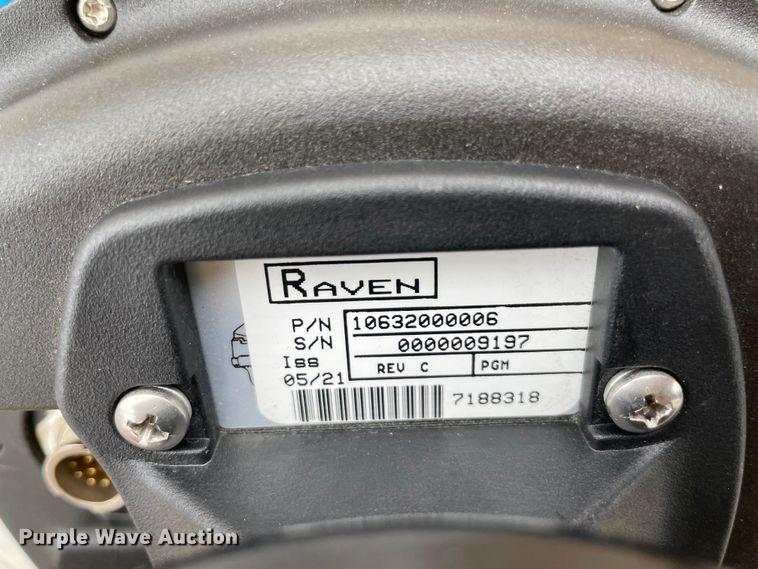 RAVEN
P/N 10632000006
S/N 0000009197
Iss
05/21 REV C PGM
7188318
Purple Wave Auction